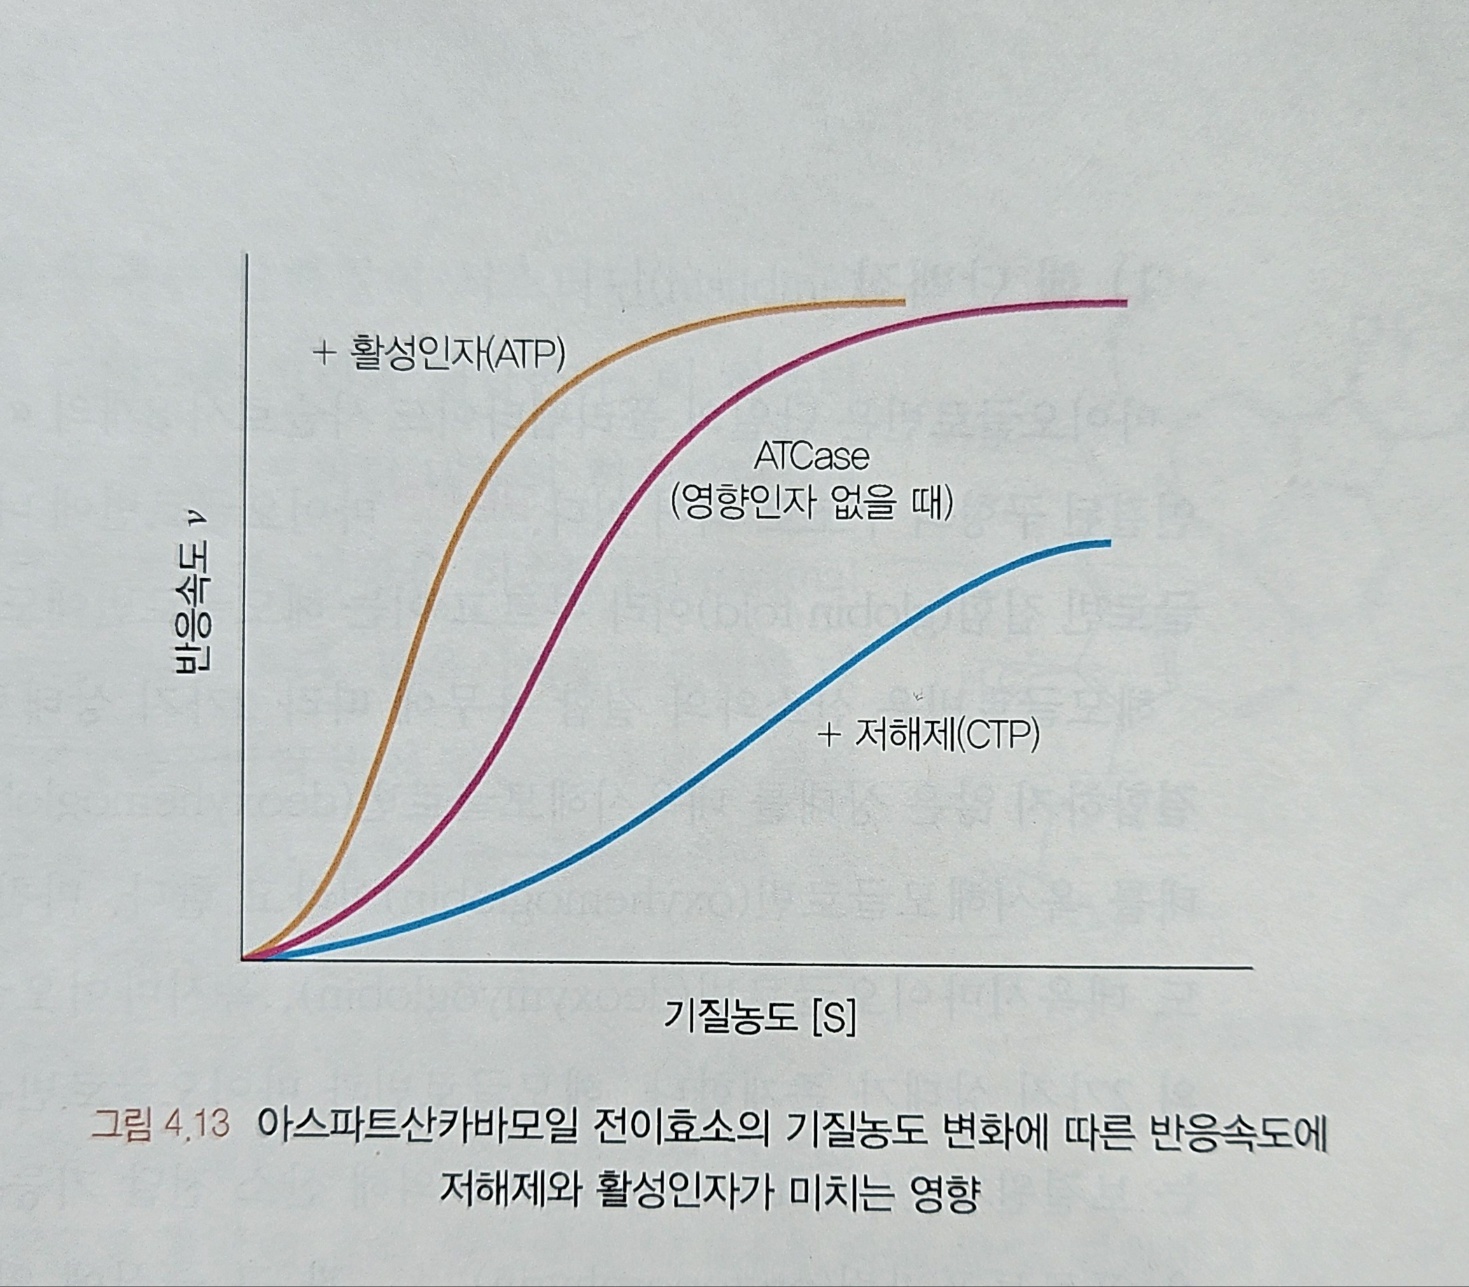 + 활성인자(ATP)
ATCase
(영향인자 없을 때)
+ 저해제(CTP)
반응속도 v
기질농도 [S]
그림 4.13 아스파트산카바모일 전이효소의 기질농도 변화에 따른 반응속도에
저해제와 활성인자가 미치는 영향